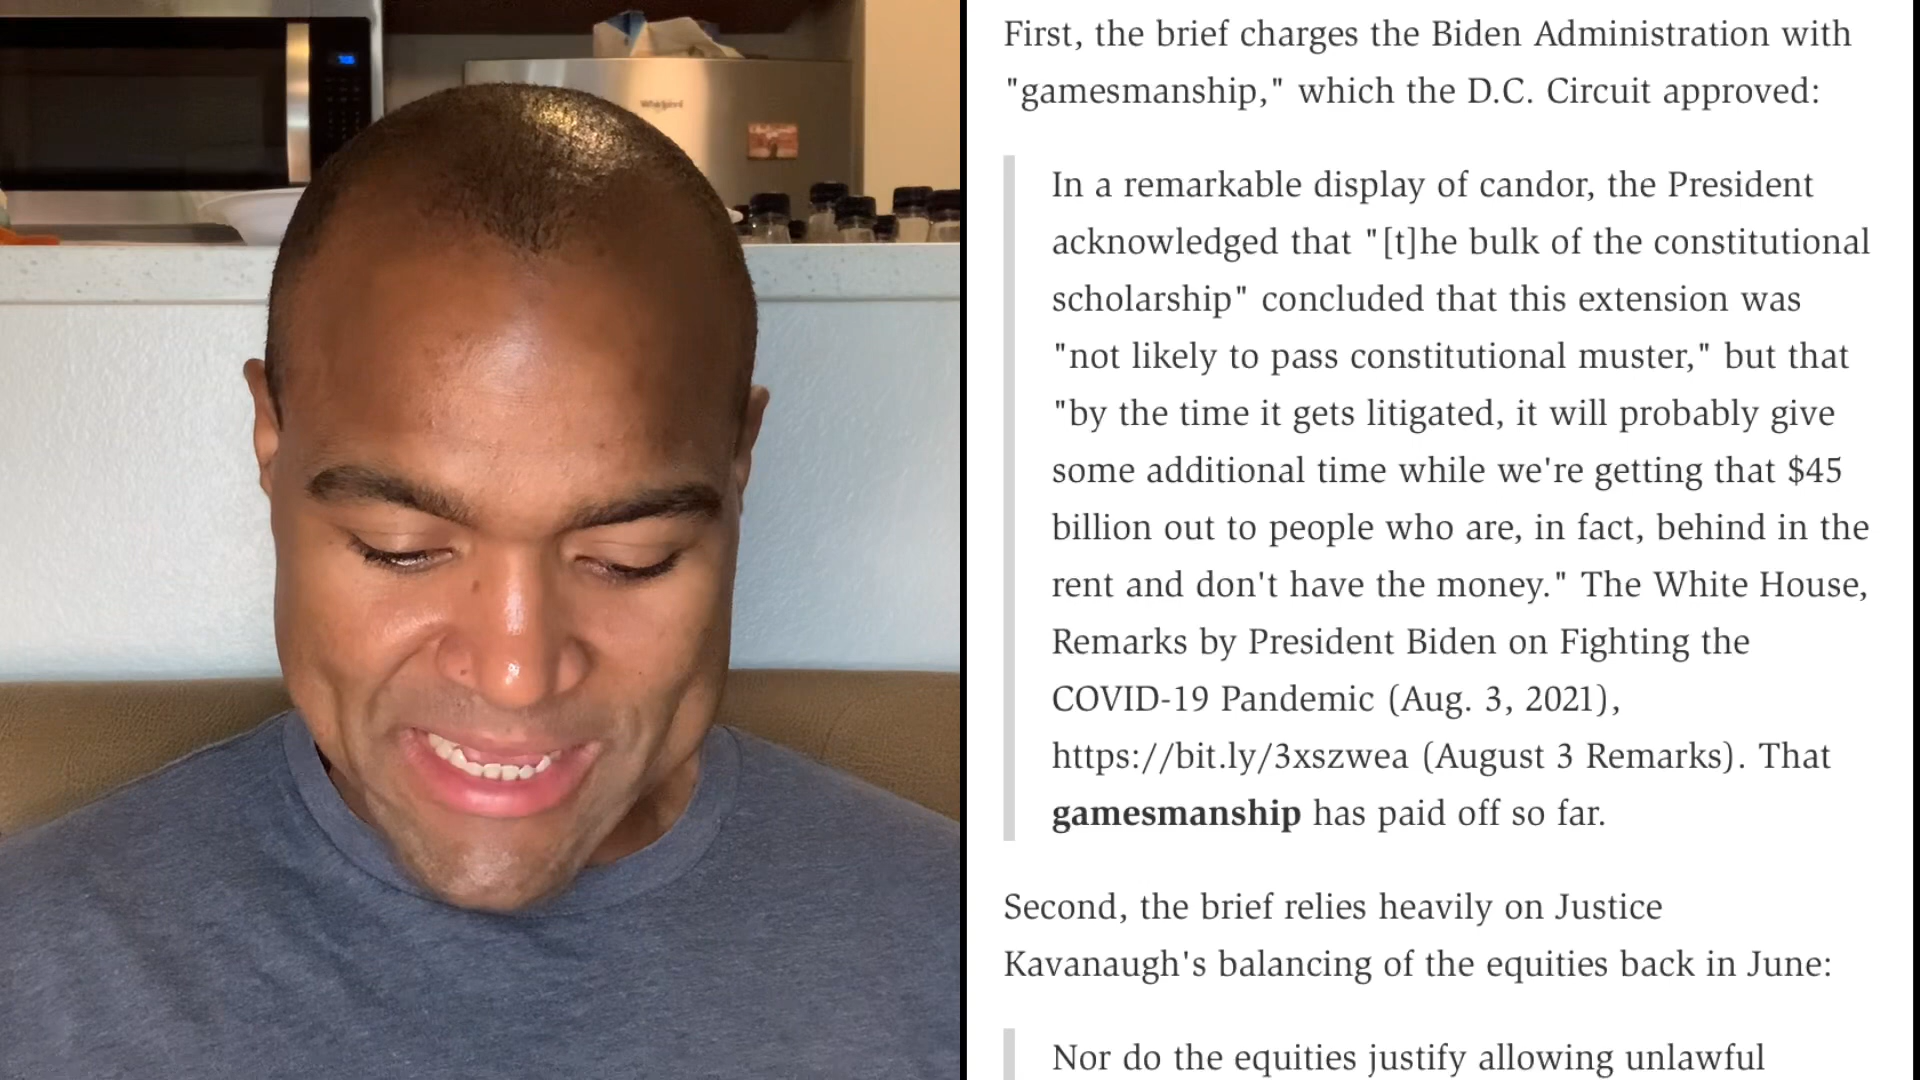 Whirlpool
First, the brief charges the Biden Administration with
"gamesmanship," which the D.C. Circuit approved:
In a remarkable display of candor, the President
acknowledged that "[t]he bulk of the constitutional
scholarship" concluded that this extension was
"not likely to pass constitutional muster," but that
"by the time it gets litigated, it will probably give
some additional time while we're getting that $45
billion out to people who are, in fact, behind in the
rent and don't have the money." The White House,
Remarks by President Biden on Fighting the
COVID-19 Pandemic (Aug. 3, 2021),
https://bit.ly/3xszwea (August 3 Remarks). That
gamesmanship has paid off so far.
Second, the brief relies heavily on Justice
Kavanaugh's balancing of the equities back in June:
Nor do the equities justify allowing unlawful